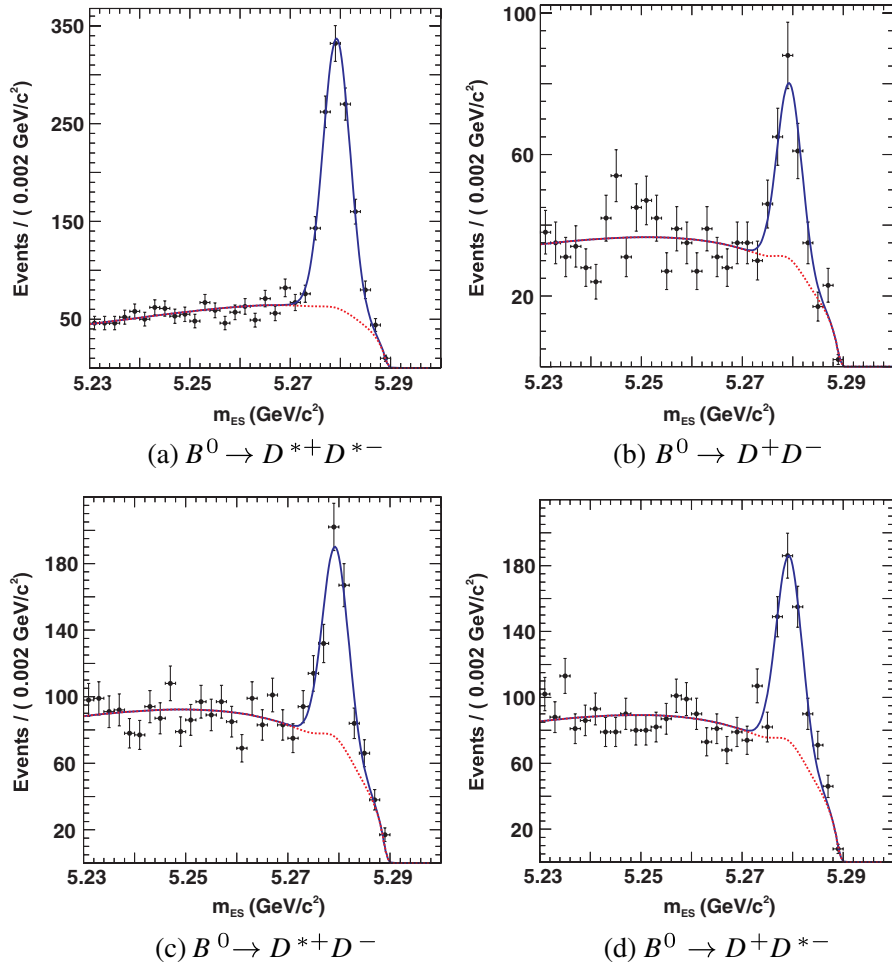 Events / ( 0.002 GeV/c²)
350
250
150
50
5.23 5.25 5.27 5.29
m_ES (GeV/c²)
(a) B⁰ → D*⁺D*⁻
Events / ( 0.002 GeV/c²)
100
60
20
5.23 5.25 5.27 5.29
m_ES (GeV/c²)
(b) B⁰ → D⁺D⁻
Events / ( 0.002 GeV/c²)
180
140
100
60
20
5.23 5.25 5.27 5.29
m_ES (GeV/c²)
(c) B⁰ → D*⁺D⁻
Events / ( 0.002 GeV/c²)
180
140
100
60
20
5.23 5.25 5.27 5.29
m_ES (GeV/c²)
(d) B⁰ → D⁺D*⁻